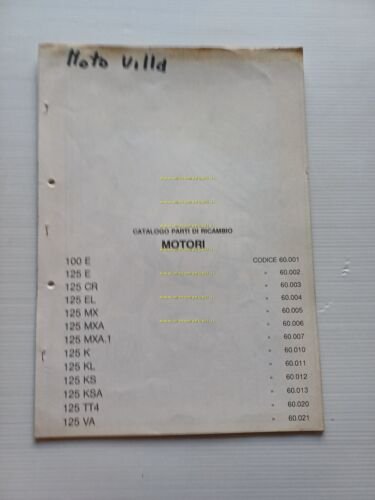 Moto Villa
CATALOGO PARTI DI RICAMBIO
MOTORI
100 E CODICE 60.001
125 E " 60.002
125 CR " 60.003
125 EL " 60.004
125 MX " 60.005
125 MXA " 60.006
125 MXA.1 " 60.007
125 K " 60.010
125 KL " 60.011
125 KS " 60.012
125 KSA " 60.013
125 TT4 " 60.020
125 VA " 60.021